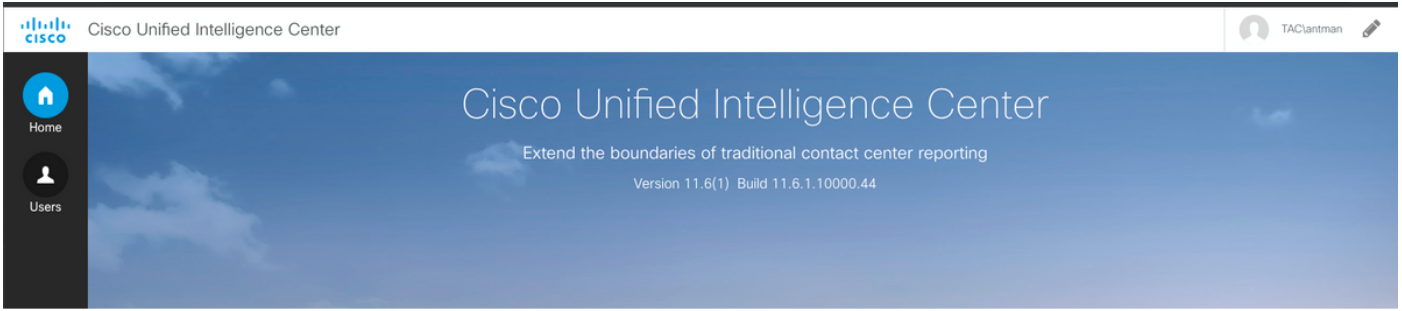 CISCO
Cisco Unified Intelligence Center
TAC\antman
Home
Users
Cisco Unified Intelligence Center
Extend the boundaries of traditional contact center reporting
Version 11.6(1) Build 11.6.1.10000.44